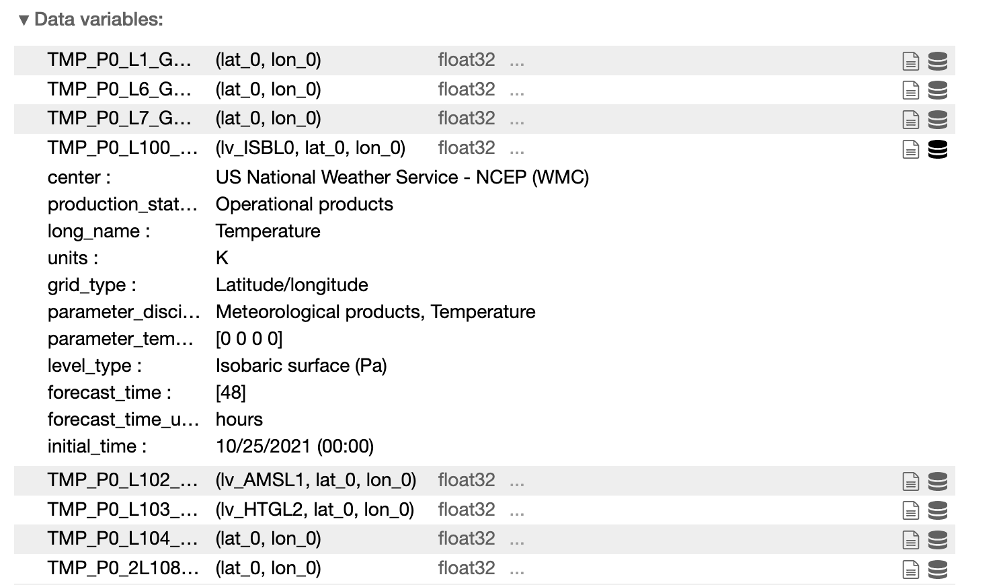 ▼ Data variables:
TMP_P0_L1_G... (lat_0, lon_0) float32 ...
TMP_P0_L6_G... (lat_0, lon_0) float32 ...
TMP_P0_L7_G... (lat_0, lon_0) float32 ...
TMP_P0_L100_... (lv_ISBL0, lat_0, lon_0) float32 ...
center : US National Weather Service - NCEP (WMC)
production_stat... Operational products
long_name : Temperature
units : K
grid_type : Latitude/longitude
parameter_disci... Meteorological products, Temperature
parameter_tem... [0 0 0 0]
level_type : Isobaric surface (Pa)
forecast_time : [48]
forecast_time_u... hours
initial_time : 10/25/2021 (00:00)
TMP_P0_L102_... (lv_AMSL1, lat_0, lon_0) float32 ...
TMP_P0_L103_... (lv_HTGL2, lat_0, lon_0) float32 ...
TMP_P0_L104_... (lat_0, lon_0) float32 ...
TMP_P0_2L108... (lat_0, lon_0) float32 ...